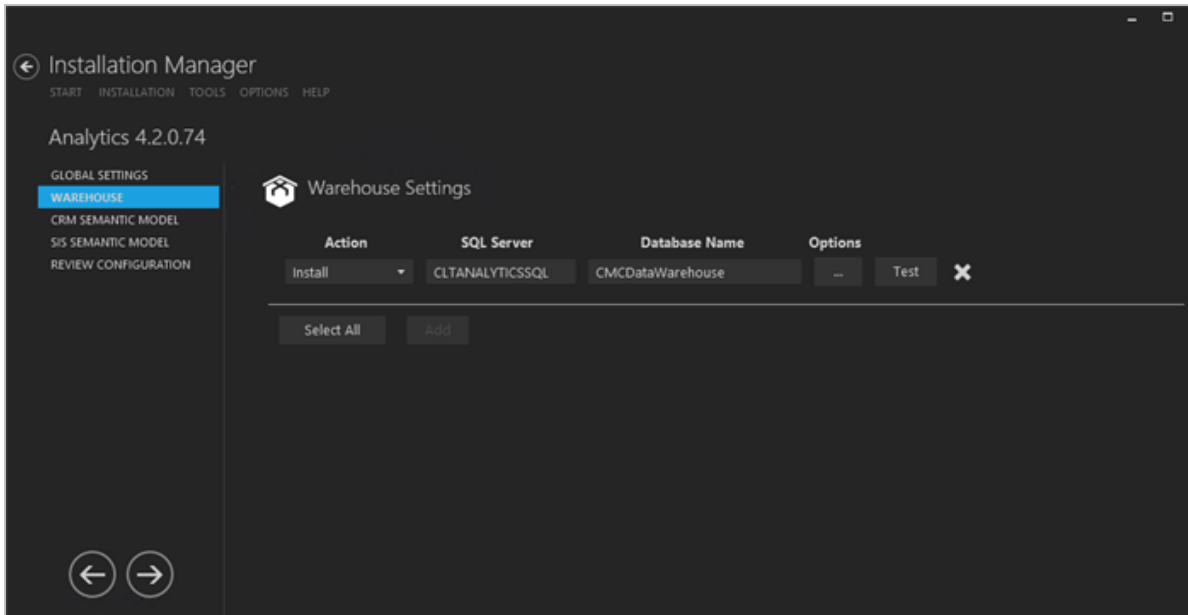 Installation Manager
START INSTALLATION TOOLS OPTIONS HELP
Analytics 4.2.0.74
GLOBAL SETTINGS
WAREHOUSE
CRM SEMANTIC MODEL
SIS SEMANTIC MODEL
REVIEW CONFIGURATION
Warehouse Settings
Action SQL Server Database Name Options
Install CLTANALYTICSSQL CMCDataWarehouse ... Test
Select All Add